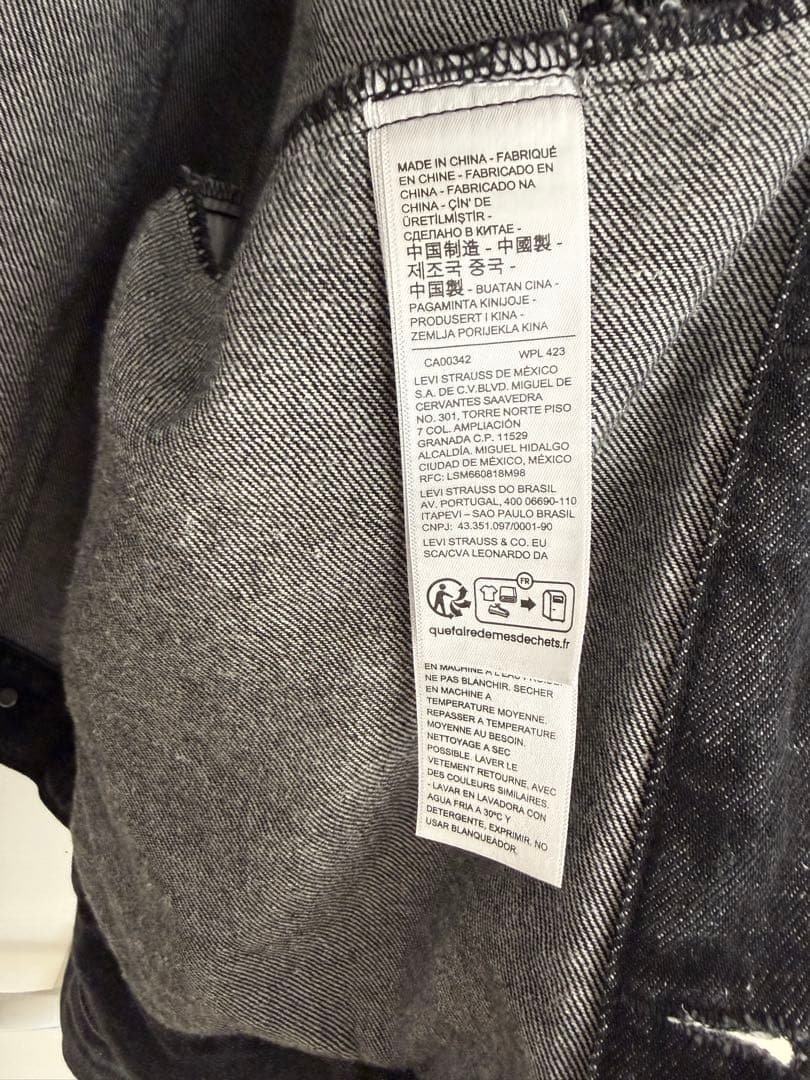 MADE IN CHINA - FABRIQUÉ
EN CHINE - FABRICADO EN
CHINA - FABRICADO NA
CHINA - ÇİN' DE
ÜRETİLMİŞTİR -
СДЕЛАНО В КИТАЕ -
中国制造 - 中國製 -
제조국 중국 -
中国製 - BUATAN CINA -
PAGAMINTA KINIJOJE -
PRODUSERT I KINA -
ZEMLJA PORIJEKLA KINA
CA00342 WPL 423
LEVI STRAUSS DE MÉXICO
S.A. DE C.V.BLVD. MIGUEL DE
CERVANTES SAAVEDRA
NO. 301, TORRE NORTE PISO
7 COL. AMPLIACIÓN
GRANADA C.P. 11529
ALCALDÍA. MIGUEL HIDALGO
CIUDAD DE MÉXICO, MÉXICO
RFC: LSM660818M98
LEVI STRAUSS DO BRASIL
AV. PORTUGAL, 400 06690-110
ITAPEVI – SAO PAULO BRASIL
CNPJ: 43.351.097/0001-90
LEVI STRAUSS & CO. EU
SCA/CVA LEONARDO DA
FR
quefairedemesdechets.fr
EN MACHINE A L'EAU FROIDE.
NE PAS BLANCHIR. SECHER
EN MACHINE A
TEMPERATURE MOYENNE.
REPASSER A TEMPERATURE
MOYENNE AU BESOIN.
NETTOYAGE A SEC
POSSIBLE. LAVER LE
VETEMENT RETOURNE, AVEC
DES COULEURS SIMILAIRES.
- LAVAR EN LAVADORA CON
AGUA FRIA A 30ºC Y
DETERGENTE, EXPRIMIR, NO
USAR BLANQUEADOR.